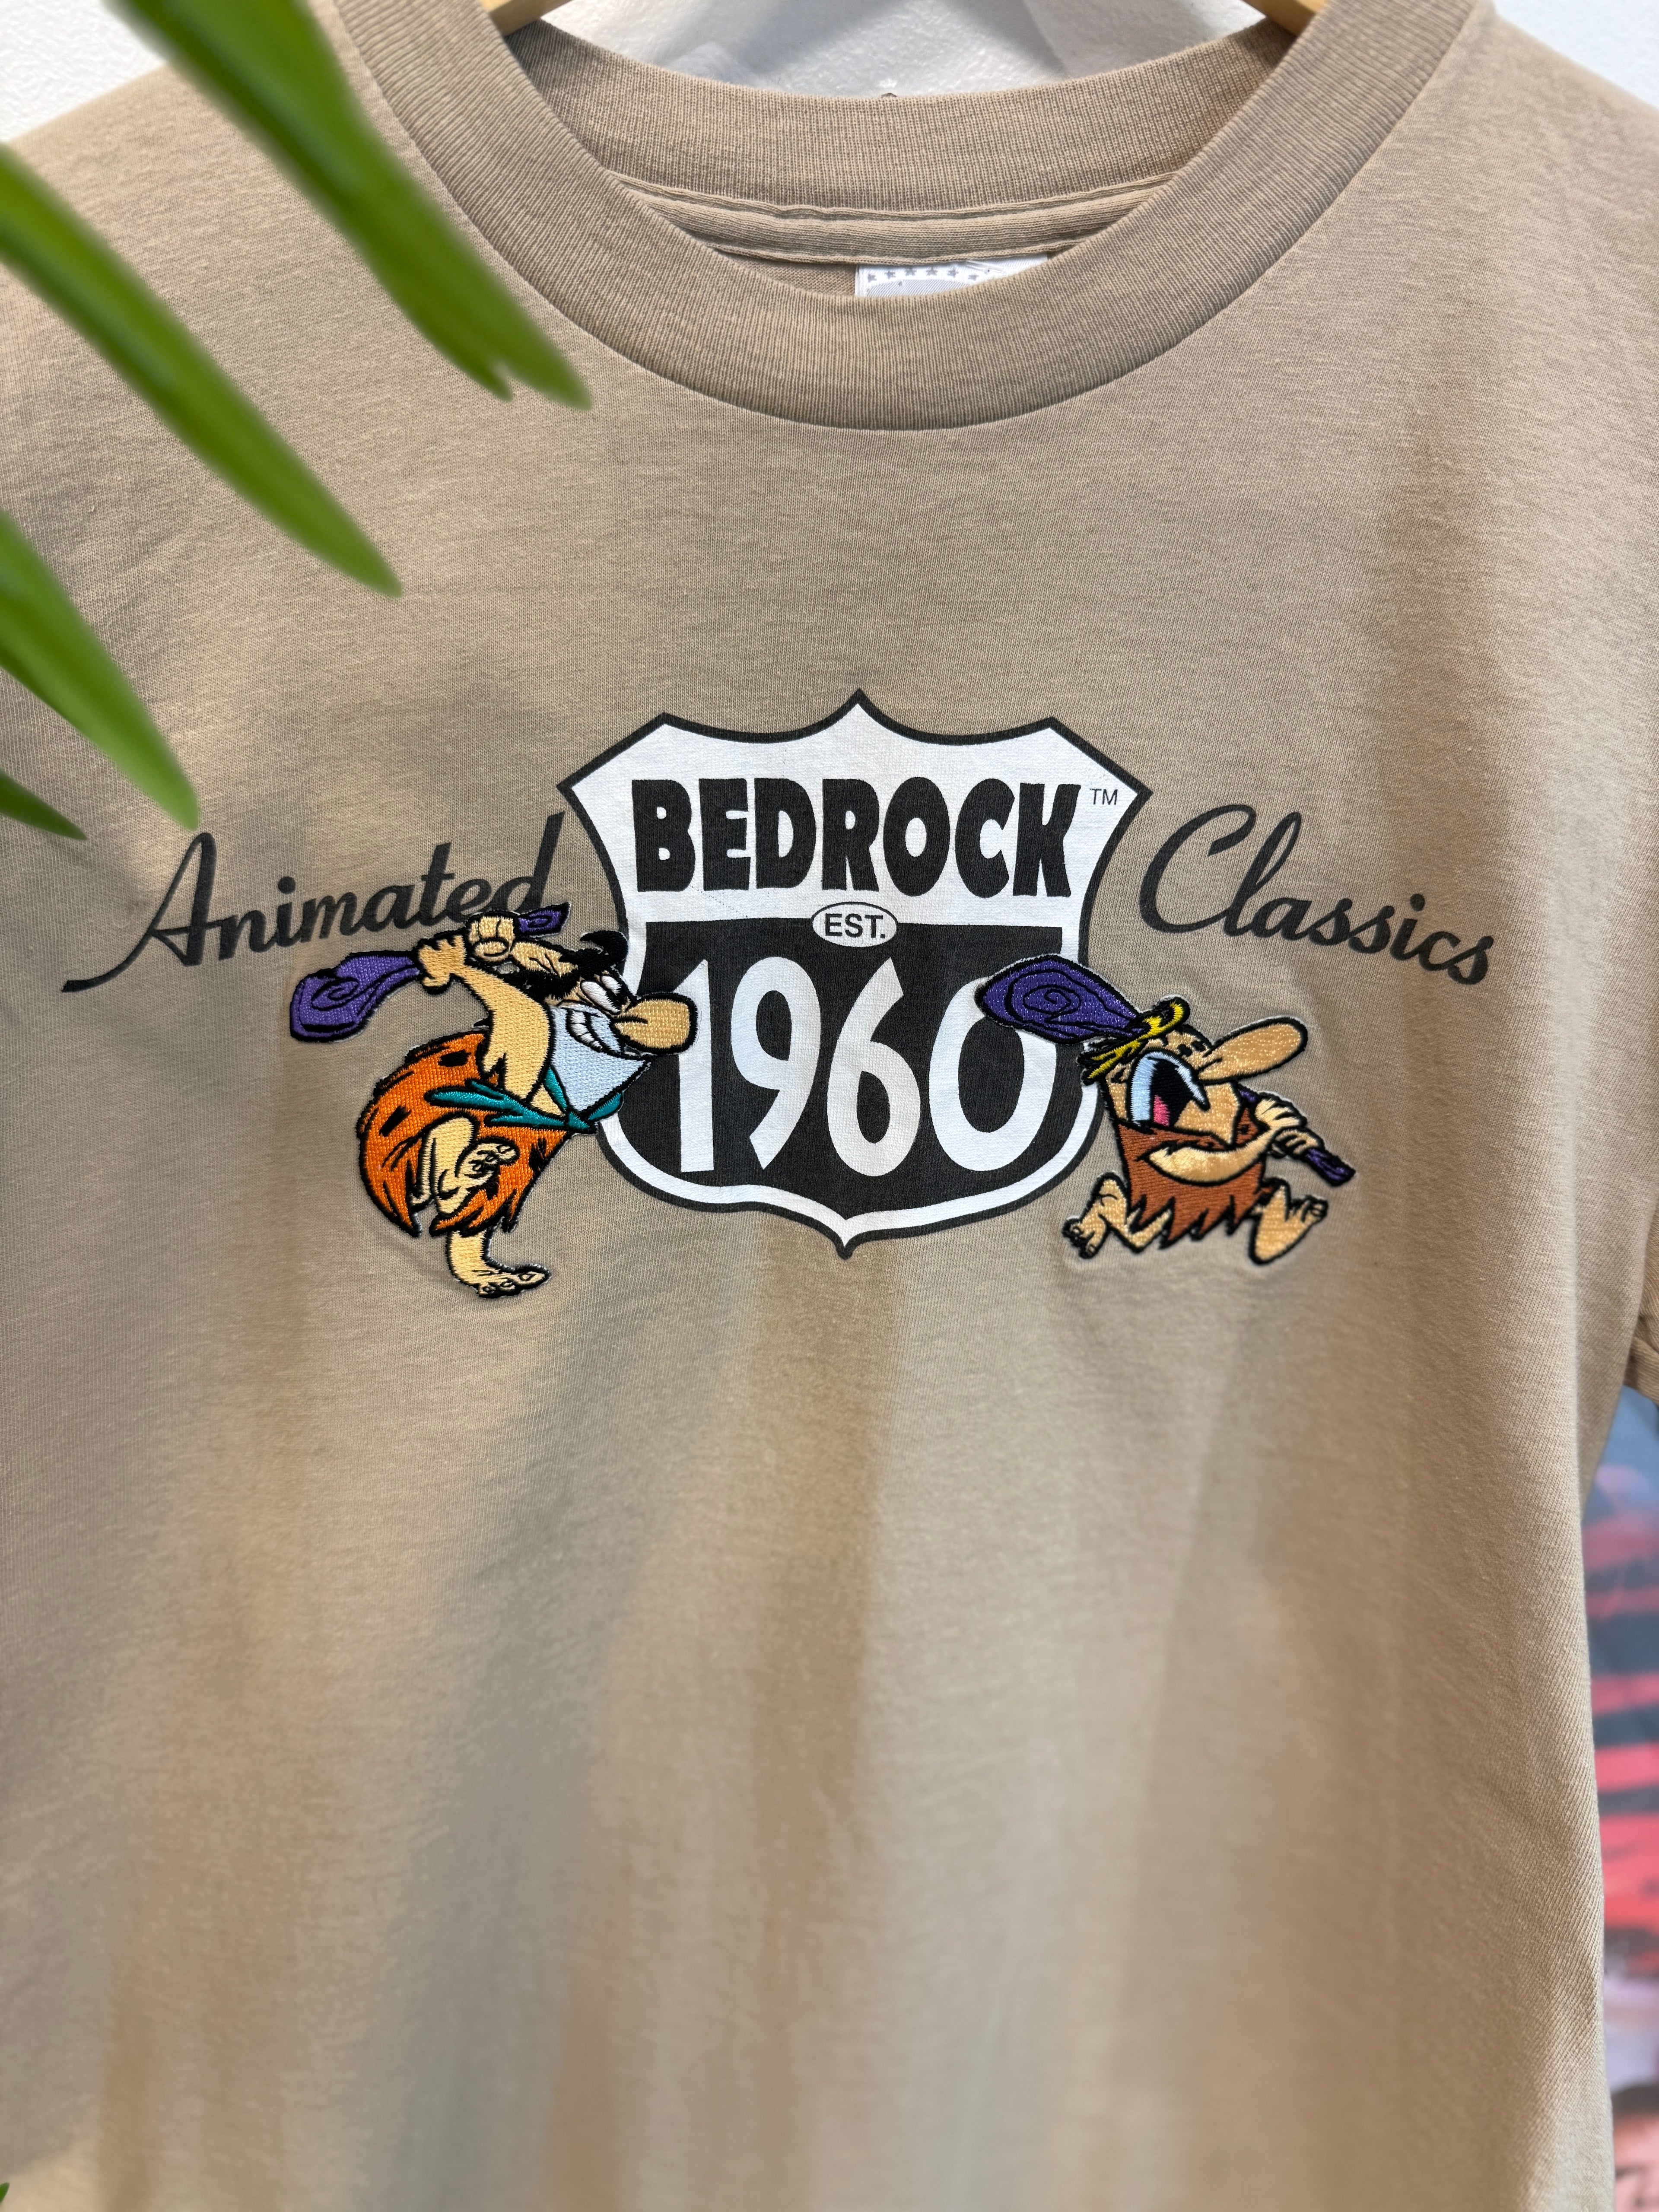 BEDROCK™
Animated
Classics
EST.
1960